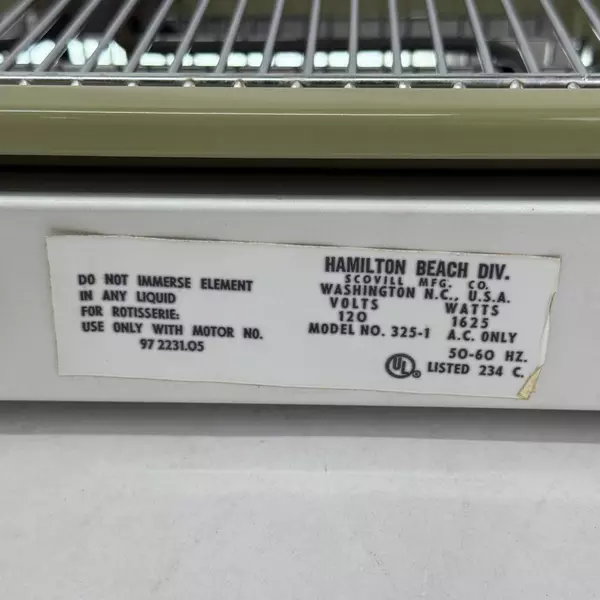 DO NOT IMMERSE ELEMENT
IN ANY LIQUID
FOR ROTISSERIE:
USE ONLY WITH MOTOR NO.
97 2231.05
HAMILTON BEACH DIV.
SCOVILL MFG. CO.
WASHINGTON N.C., U.S.A.
VOLTS WATTS
120 1625
MODEL NO. 325-1 A.C. ONLY
50-60 HZ.
UL LISTED 234 C.